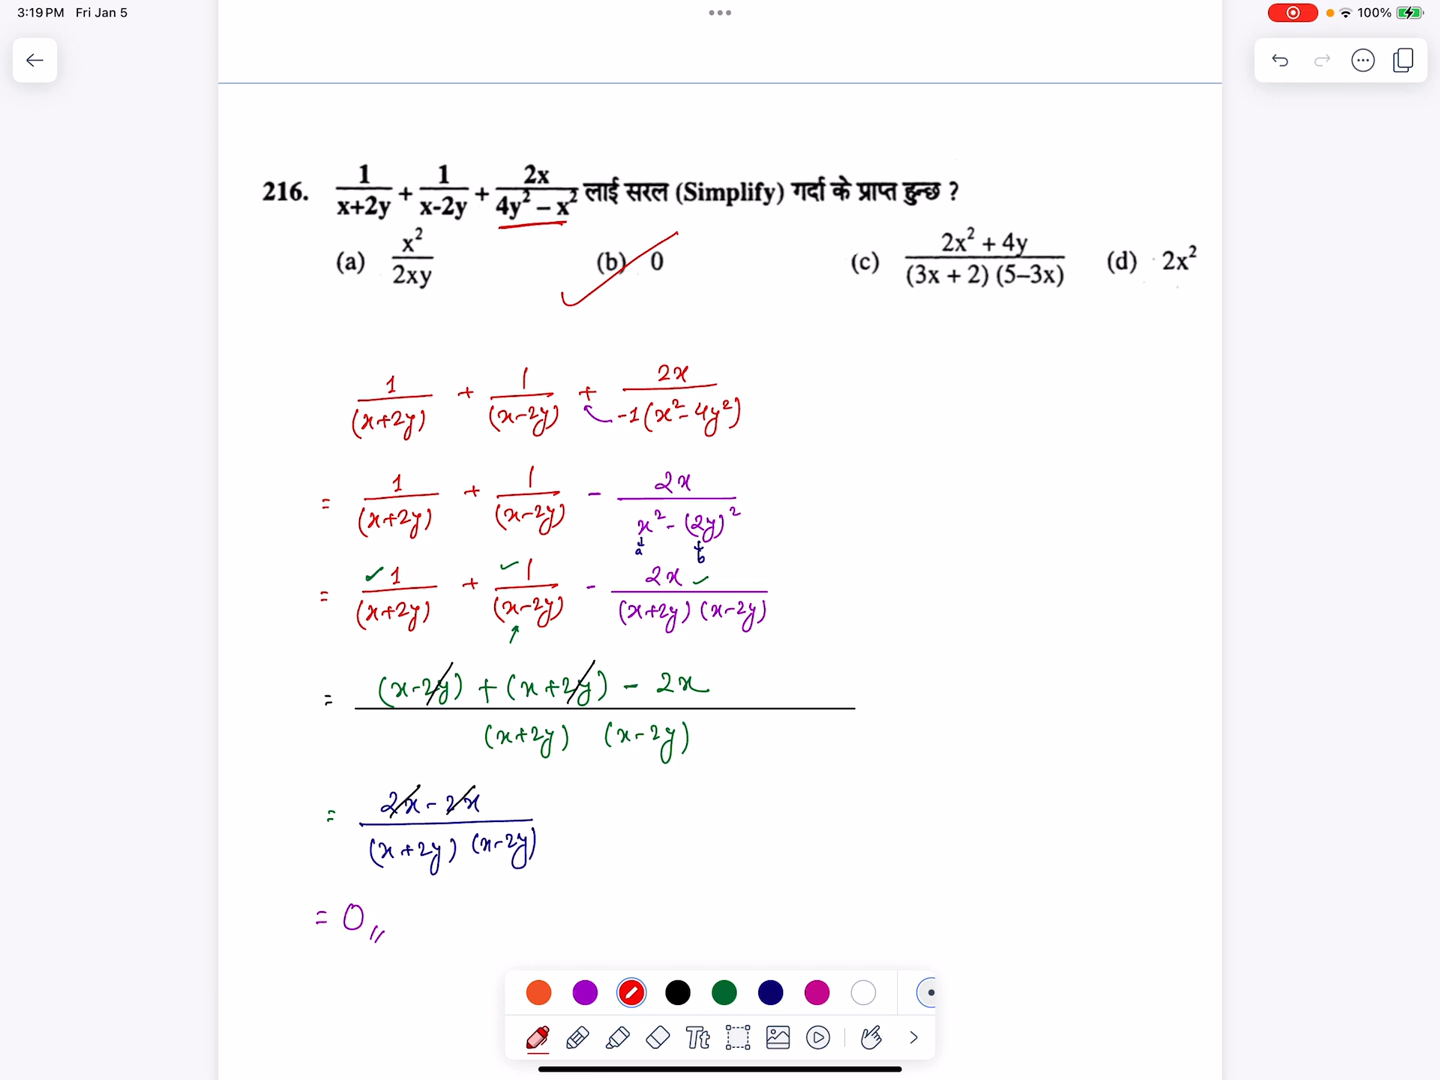 3:19 PM Fri Jan 5
100%
216. 1/(x+2y) + 1/(x-2y) + 2x/(4y² – x²) लाई सरल (Simplify) गर्दा के प्राप्त हुन्छ ?
(a) x²/2xy (b) 0 (c) (2x² + 4y)/((3x + 2) (5–3x)) (d) 2x²
1/(x+2y) + 1/(x-2y) + 2x/(-1(x²-4y²))
= 1/(x+2y) + 1/(x-2y) - 2x/(x² - (2y)²)
a b
= 1/(x+2y) + 1/(x-2y) - 2x/((x+2y) (x-2y))
= ((x-2y) + (x+2y) - 2x)/((x+2y) (x-2y))
= (2x - 2x)/((x+2y) (x-2y))
= 0,,
Tt